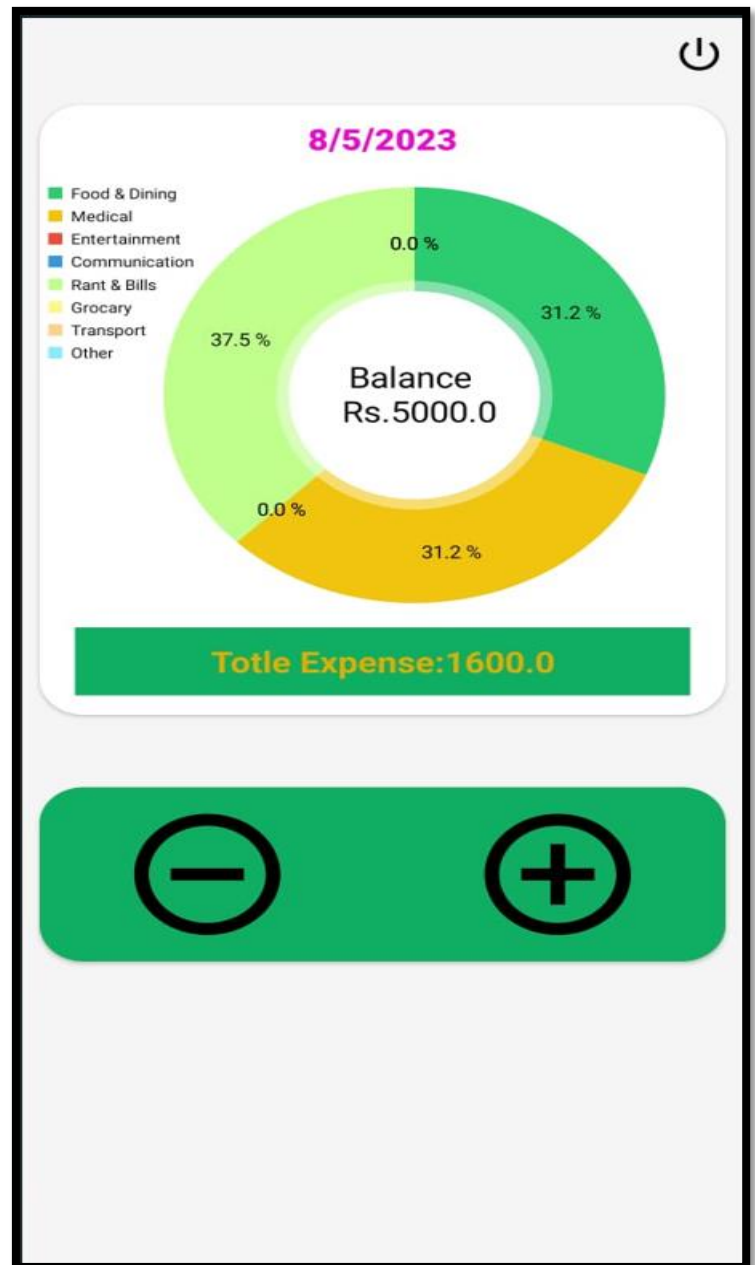 8/5/2023
Food & Dining
Medical
Entertainment
Communication
Rant & Bills
Grocary
Transport
Other
0.0 %
31.2 %
37.5 %
Balance
Rs.5000.0
0.0 %
31.2 %
Totle Expense:1600.0